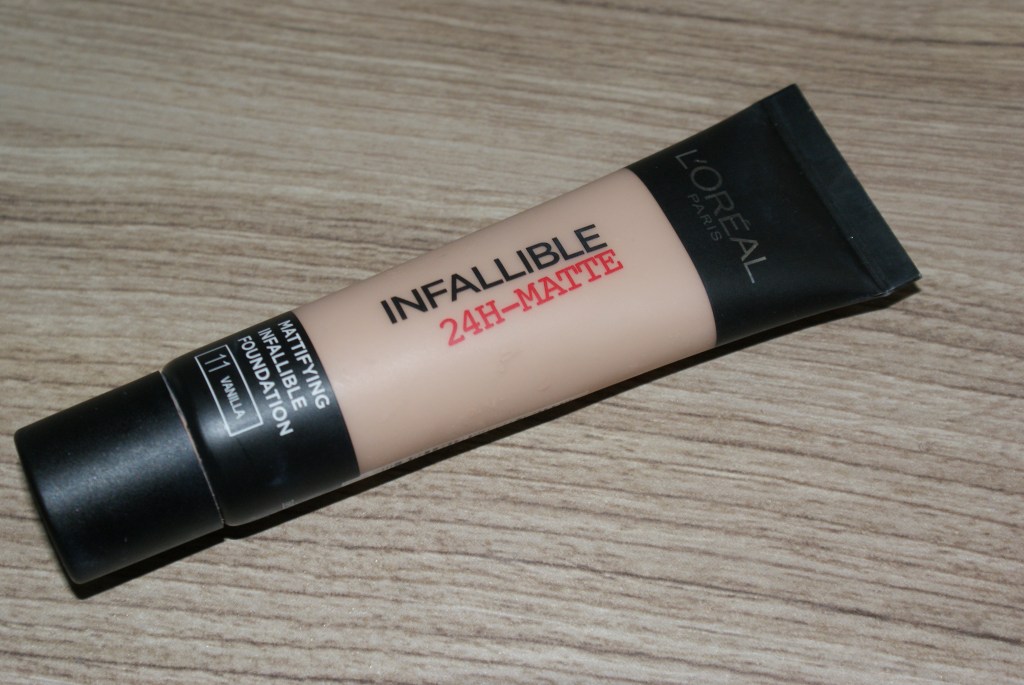 L'ORÉAL
PARIS
INFALLIBLE
24H-MATTE
MATTIFYING
INFALLIBLE
FOUNDATION
11 VANILLA